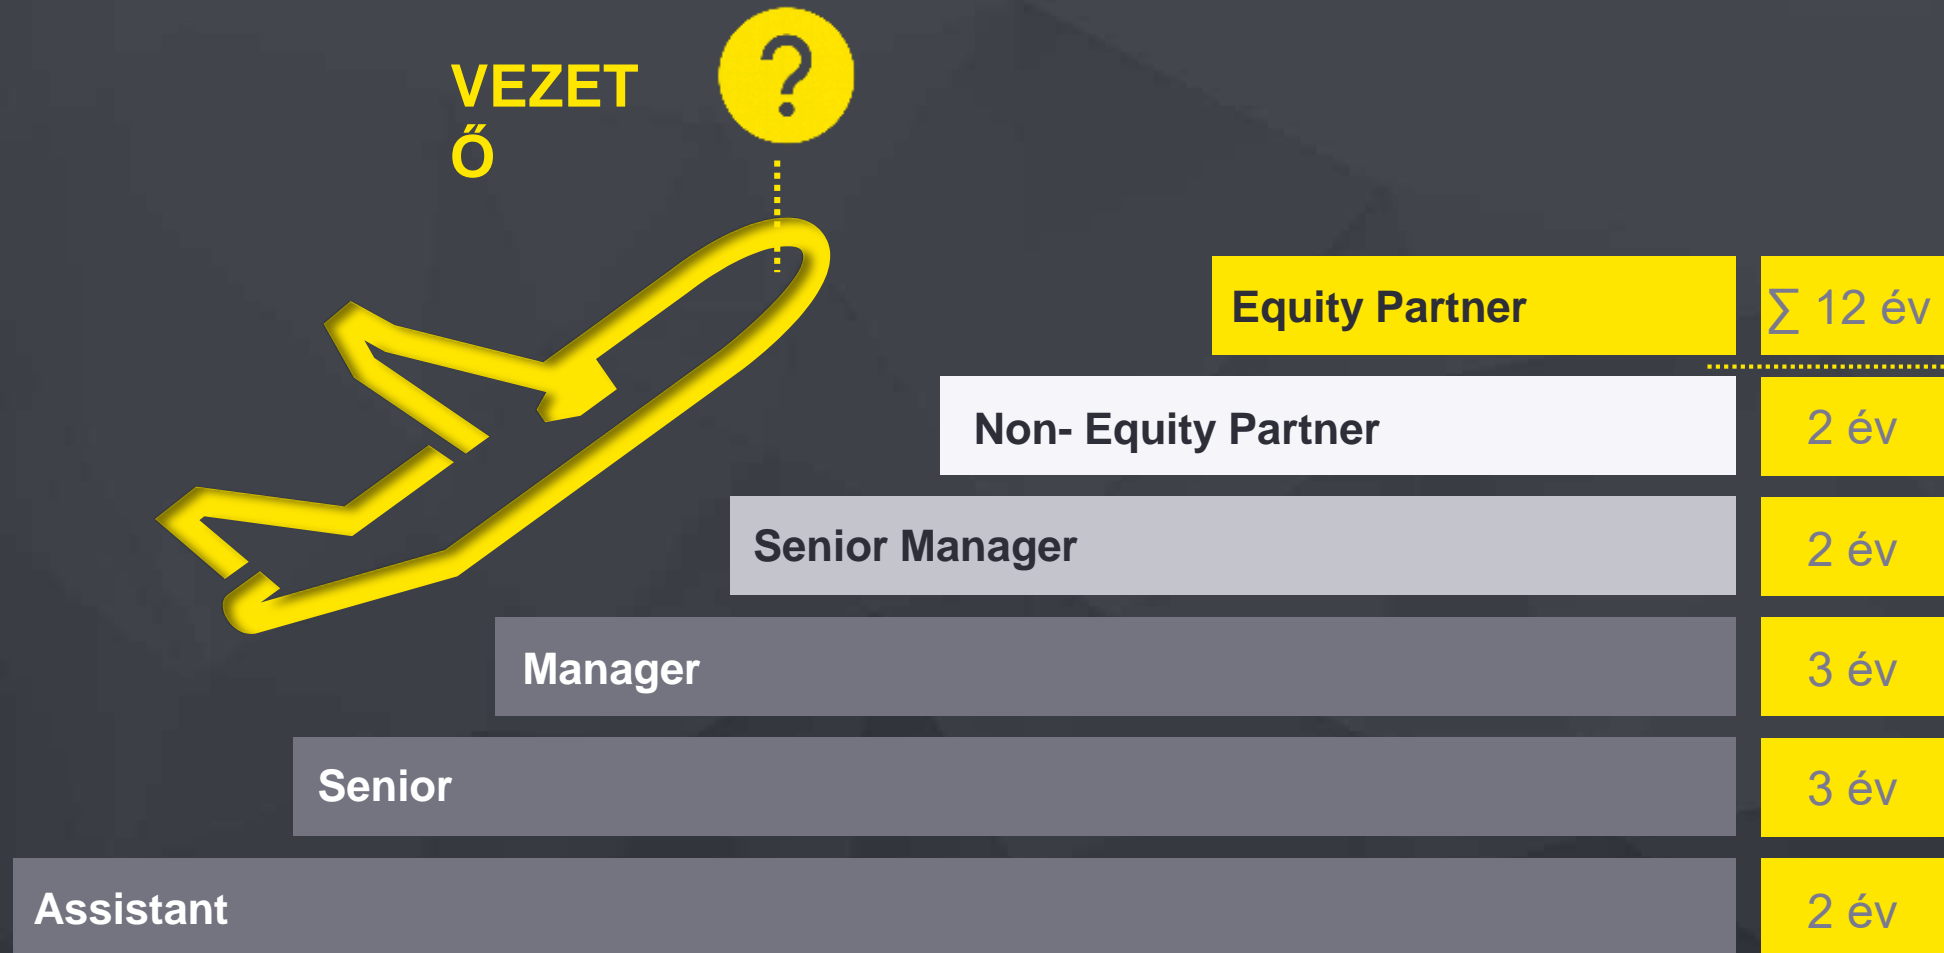 VEZET
Ő
?
Equity Partner
∑ 12 év
Non- Equity Partner
2 év
Senior Manager
2 év
Manager
3 év
Senior
3 év
Assistant
2 év